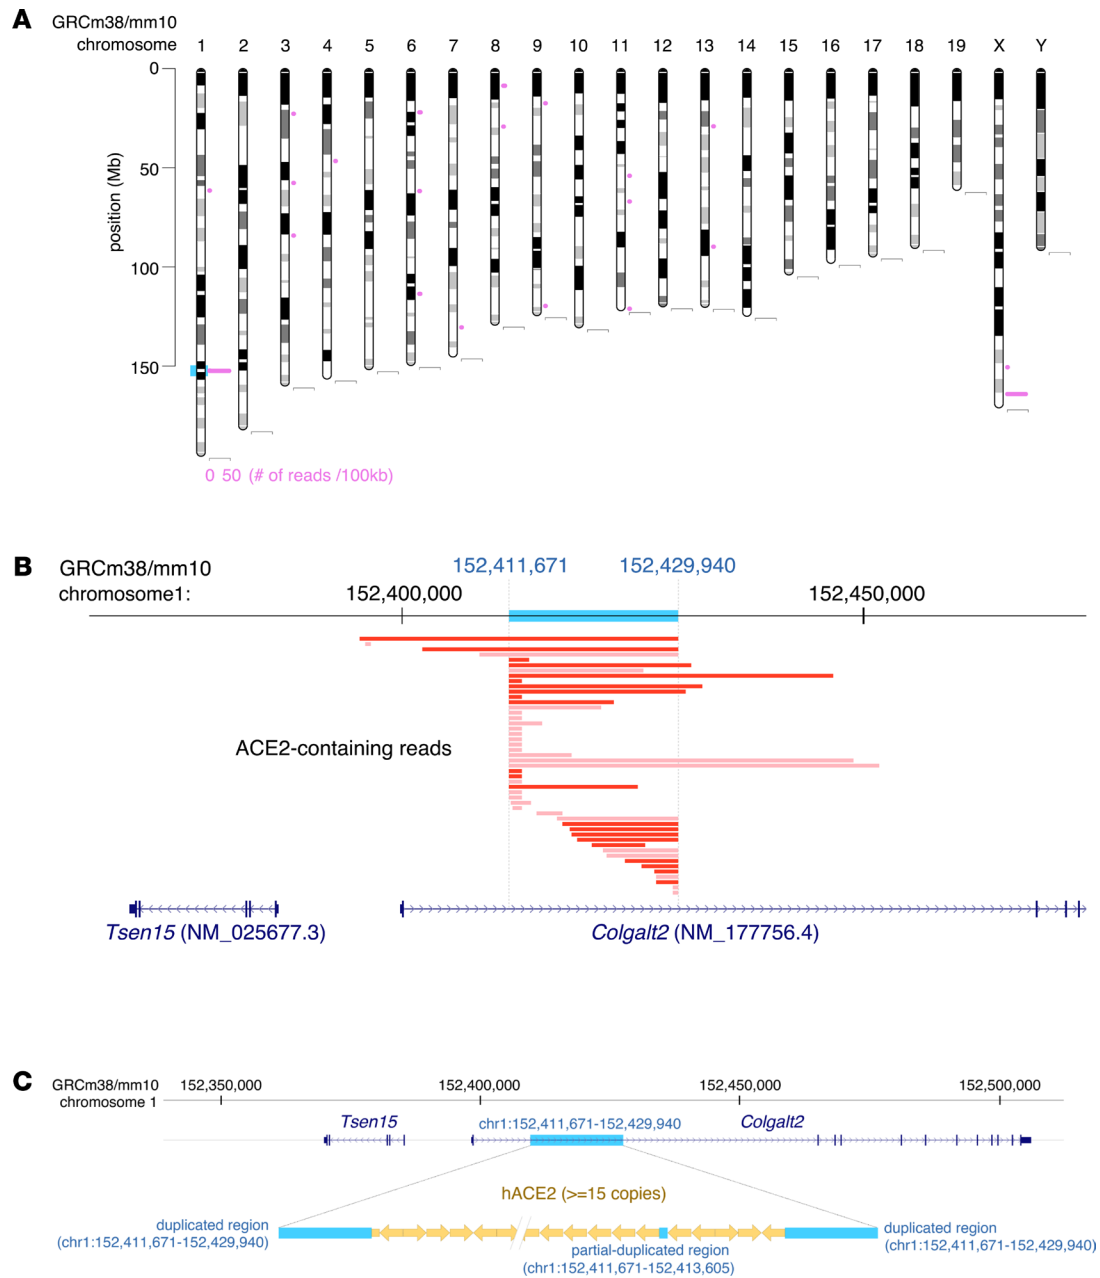 A
GRCm38/mm10
chromosome 1 2 3 4 5 6 7 8 9 10 11 12 13 14 15 16 17 18 19 X Y
0
50
100
150
position (Mb)
0 50 (# of reads /100kb)
B
GRCm38/mm10
chromosome1:
152,411,671 152,429,940
152,400,000 152,450,000
ACE2-containing reads
Tsen15 (NM_025677.3) Colgalt2 (NM_177756.4)
C
GRCm38/mm10
chromosome 1
152,350,000 152,400,000 152,450,000 152,500,000
Tsen15 chr1:152,411,671-152,429,940 Colgalt2
hACE2 (>=15 copies)
duplicated region
(chr1:152,411,671-152,429,940)
partial-duplicated region
(chr1:152,411,671-152,413,605)
duplicated region
(chr1:152,411,671-152,429,940)